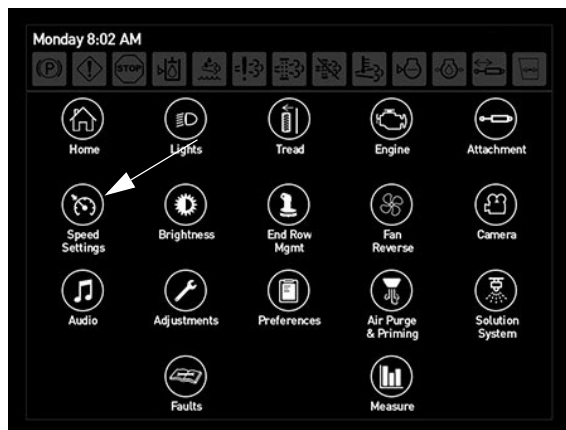 Monday 8:02 AM
P
STOP
Home
Lights
Tread
Engine
Attachment
Speed
Settings
Brightness
End Row
Mgmt
Fan
Reverse
Camera
Audio
Adjustments
Preferences
Air Purge
& Priming
Solution
System
Faults
Measure